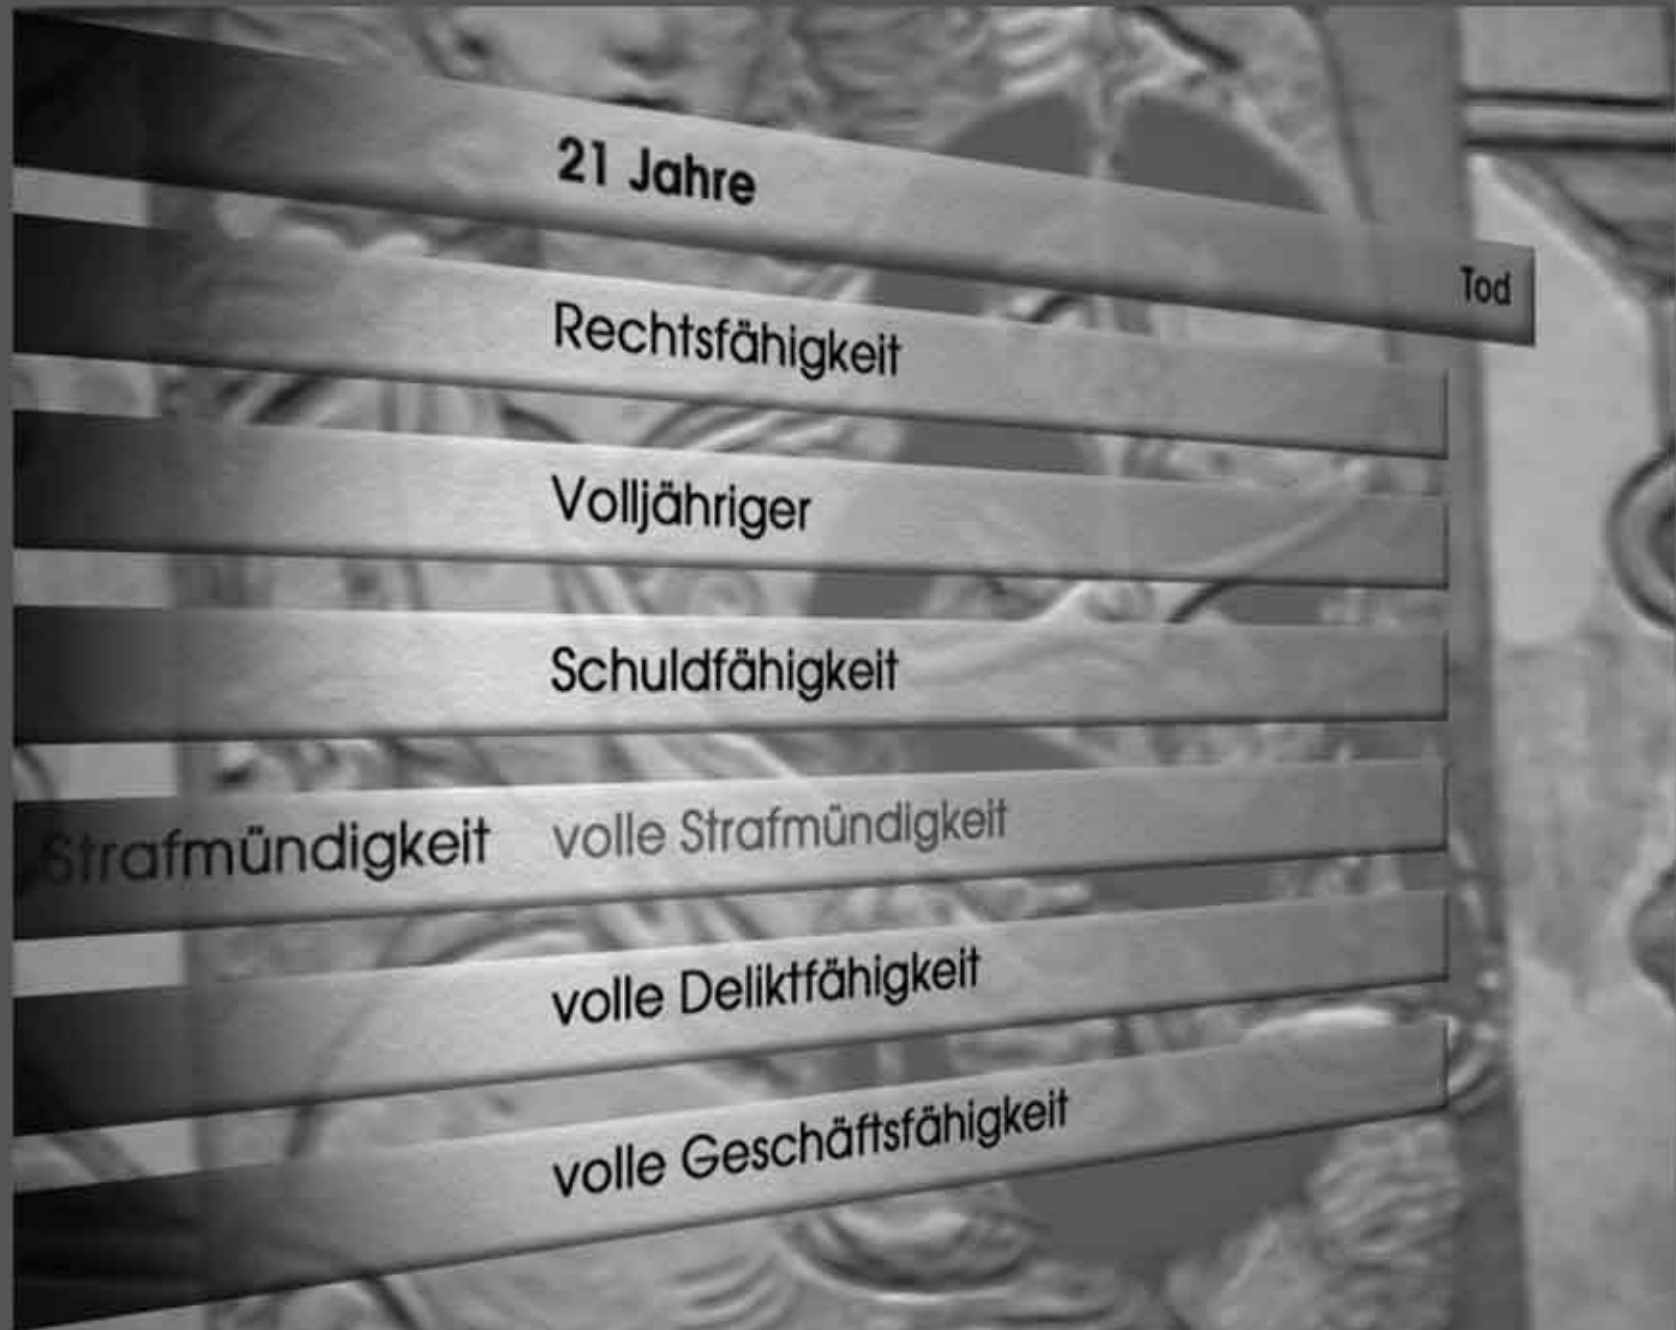 21 Jahre
Tod
Rechtsfähigkeit
Volljähriger
Schuldfähigkeit
Strafmündigkeit volle Strafmündigkeit
volle Deliktfähigkeit
volle Geschäftsfähigkeit